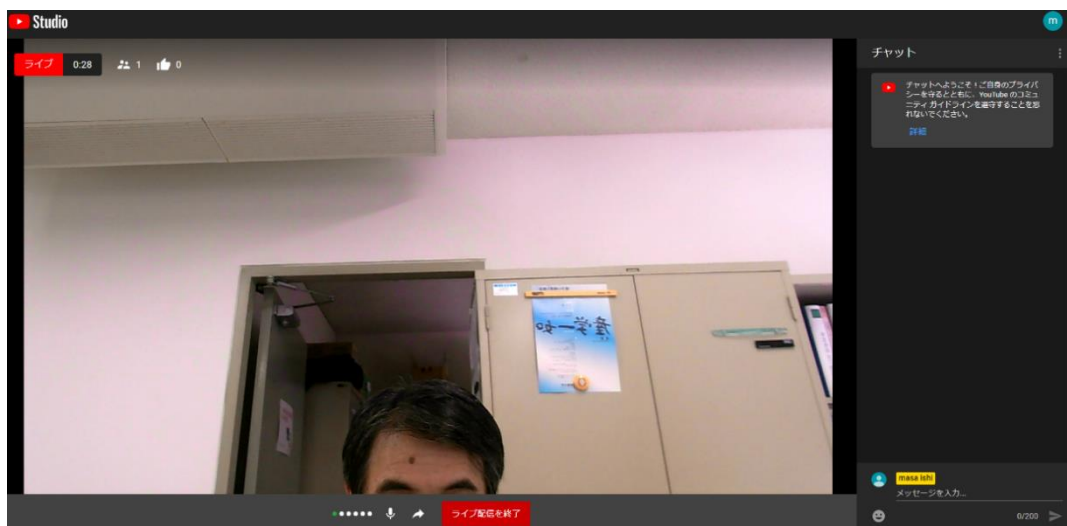 Studio
m
ライブ 0:28 1 0
産学一如
チャット
チャットへようこそ！ご自身のプライバ
シーを守るとともに、YouTube のコミュ
ニティ ガイドラインを遵守することを忘
れないでください。
詳細
masa ishi
メッセージを入力...
0/200
ライブ配信を終了